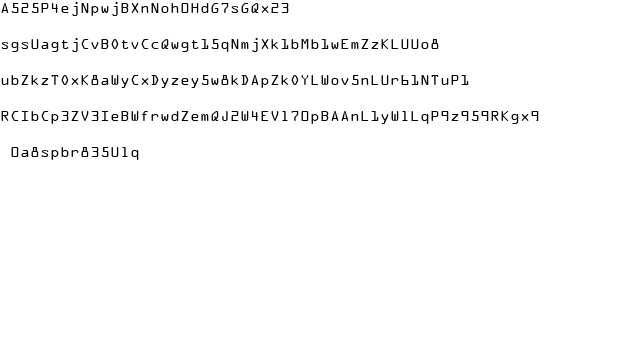 A525P4ejNpwjBXnNohOHdG7sGQx23
sgsUagtjCvB0tvCcQwgt15qNmjXk1bMb1wEmZzKLUUo8
ubZkzT0xK8aWyCxDyzey5w8kDApZk0YLWov5nLUr61NTuP1
RCIbCp3ZV3IeBWfrwdZemQJ2W4EV17OpBAAnL1yW1LqP9z959RKgx9
Oa8spbr835U1q